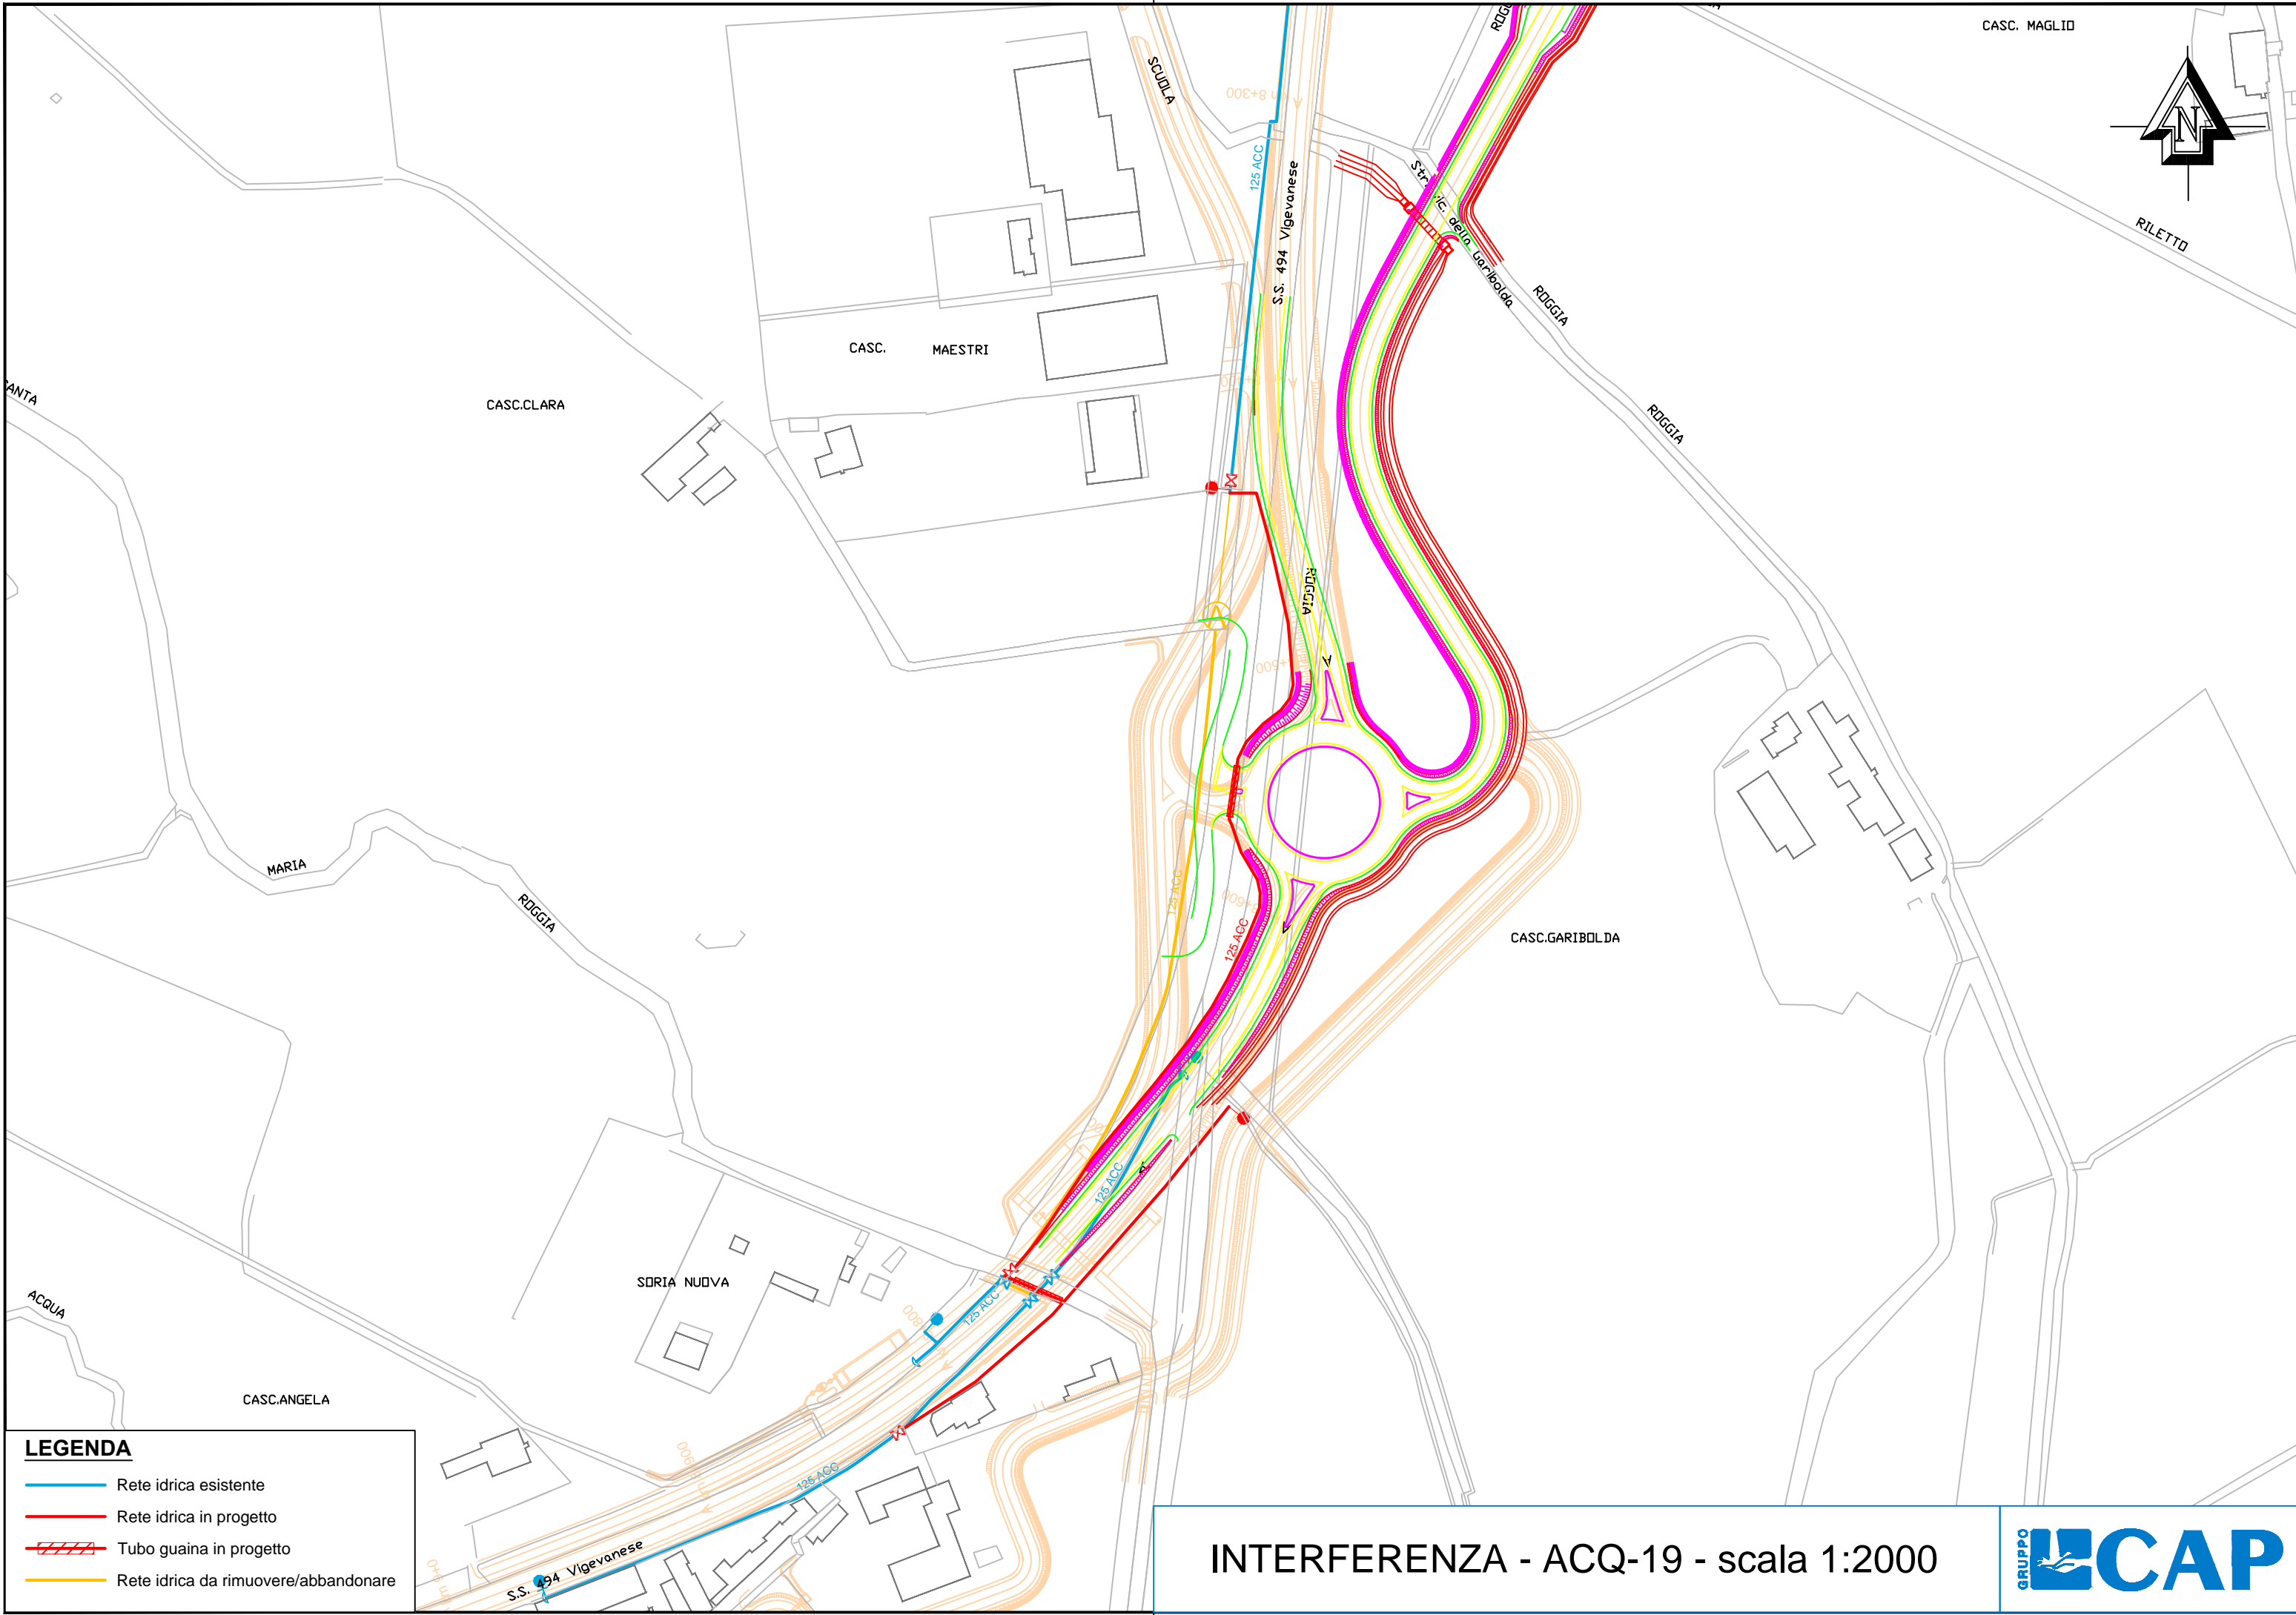 CASC. MAGLIO
SCUOLA
km 8+300
125 ACC
S.S. 494 Vigevanese
N
RILETTO
ROGGIA
ROGGIA
CASC. MAESTRI
CASC.CLARA
ROGGIA
125 ACC
125 ACC
MARIA
ROGGIA
CASC.GARIBOLDA
125 ACC
SORIA NUOVA
125 ACC
ACQUA
CASC.ANGELA
125 ACC
S.S. 494 Vigevanese
LEGENDA
Rete idrica esistente
Rete idrica in progetto
Tubo guaina in progetto
Rete idrica da rimuovere/abbandonare
INTERFERENZA - ACQ-19 - scala 1:2000
GRUPPO
CAP